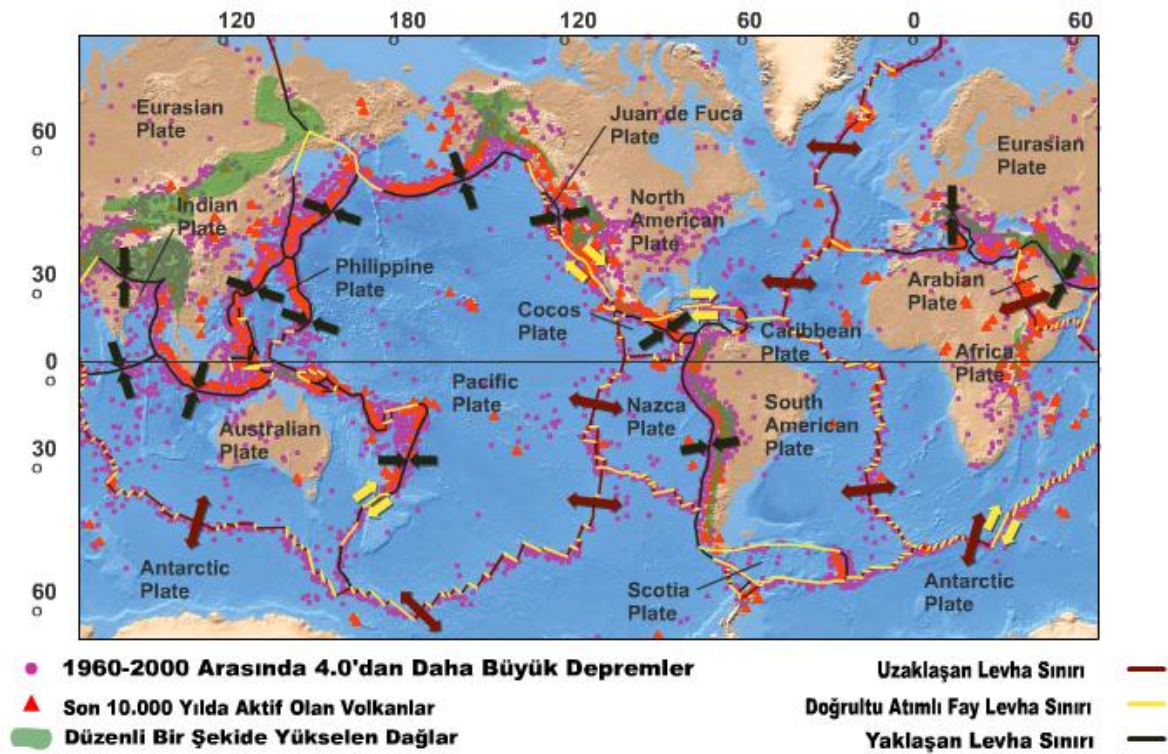 120 180 120 60 0 60
o o o o o o
60
o
30
o
0
o
30
o
60
o
Eurasian
Plate
Juan de Fuca
Plate
Eurasian
Plate
Indian
Plate
North
American
Plate
Philippine
Plate
Arabian
Plate
Cocos
Plate
Caribbean
Plate
Africa
Plate
Pacific
Plate
Nazca
Plate
South
American
Plate
Australian
Plate
Antarctic
Plate
Scotia
Plate
Antarctic
Plate
1960-2000 Arasında 4.0'dan Daha Büyük Depremler
Son 10.000 Yılda Aktif Olan Volkanlar
Düzenli Bir Şekide Yükselen Dağlar
Uzaklaşan Levha Sınırı
Doğrultu Atımlı Fay Levha Sınırı
Yaklaşan Levha Sınırı